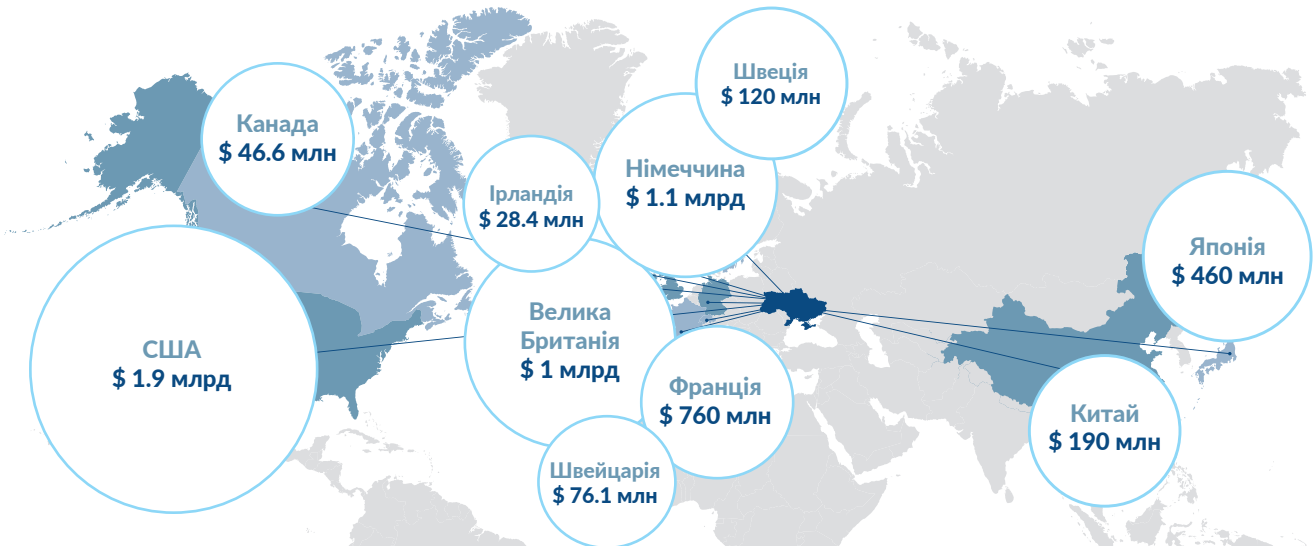 Швеція
$ 120 млн
Канада
$ 46.6 млн
Німеччина
$ 1.1 млрд
Ірландія
$ 28.4 млн
Японія
$ 460 млн
Велика
Британія
$ 1 млрд
США
$ 1.9 млрд
Франція
$ 760 млн
Китай
$ 190 млн
Швейцарія
$ 76.1 млн